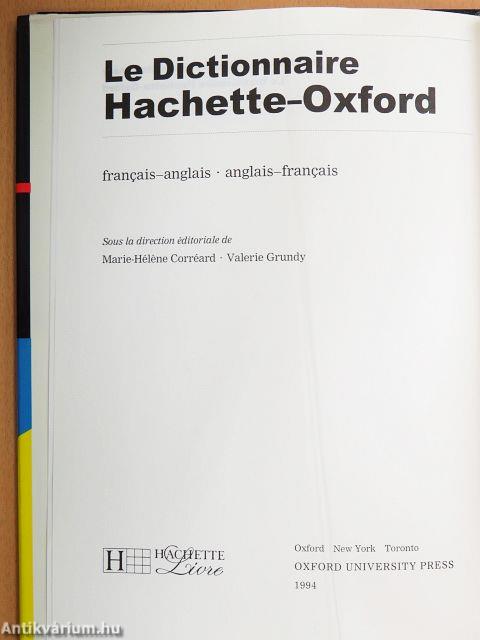 Le Dictionnaire
Hachette–Oxford
français–anglais · anglais–français
Sous la direction éditoriale de
Marie-Hélène Corréard · Valerie Grundy
H HACHETTE
Livre
Oxford New York Toronto
OXFORD UNIVERSITY PRESS
1994
Antikvárium.hu